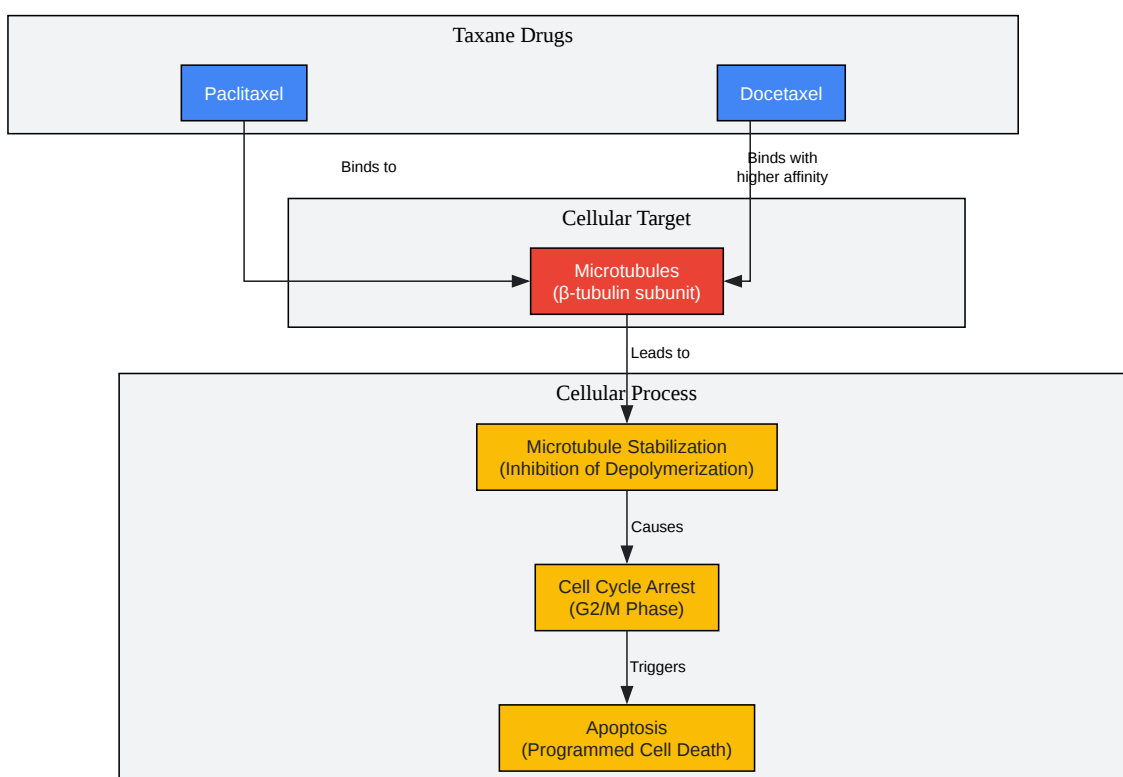 Taxane Drugs
Paclitaxel
Docetaxel
Binds to
Binds with
higher affinity
Cellular Target
Microtubules
(β-tubulin subunit)
Leads to
Cellular Process
Microtubule Stabilization
(Inhibition of Depolymerization)
Causes
Cell Cycle Arrest
(G2/M Phase)
Triggers
Apoptosis
(Programmed Cell Death)